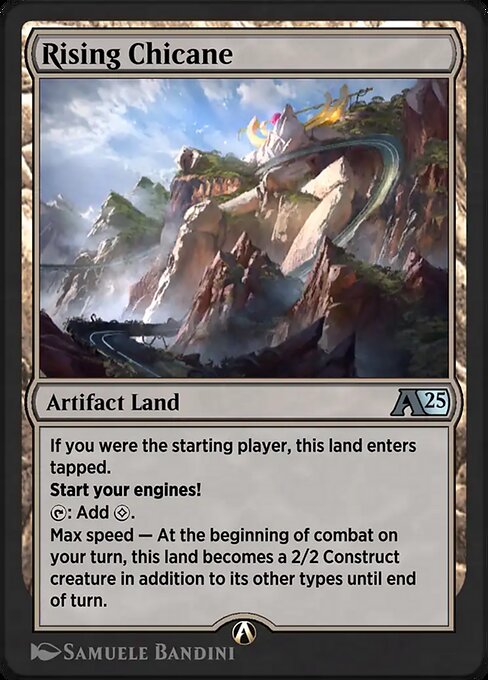 Rising Chicane
Artifact Land
A25
If you were the starting player, this land enters
tapped.
Start your engines!
: Add .
Max speed — At the beginning of combat on
your turn, this land becomes a 2/2 Construct
creature in addition to its other types until end
of turn.
A
SAMUELE BANDINI